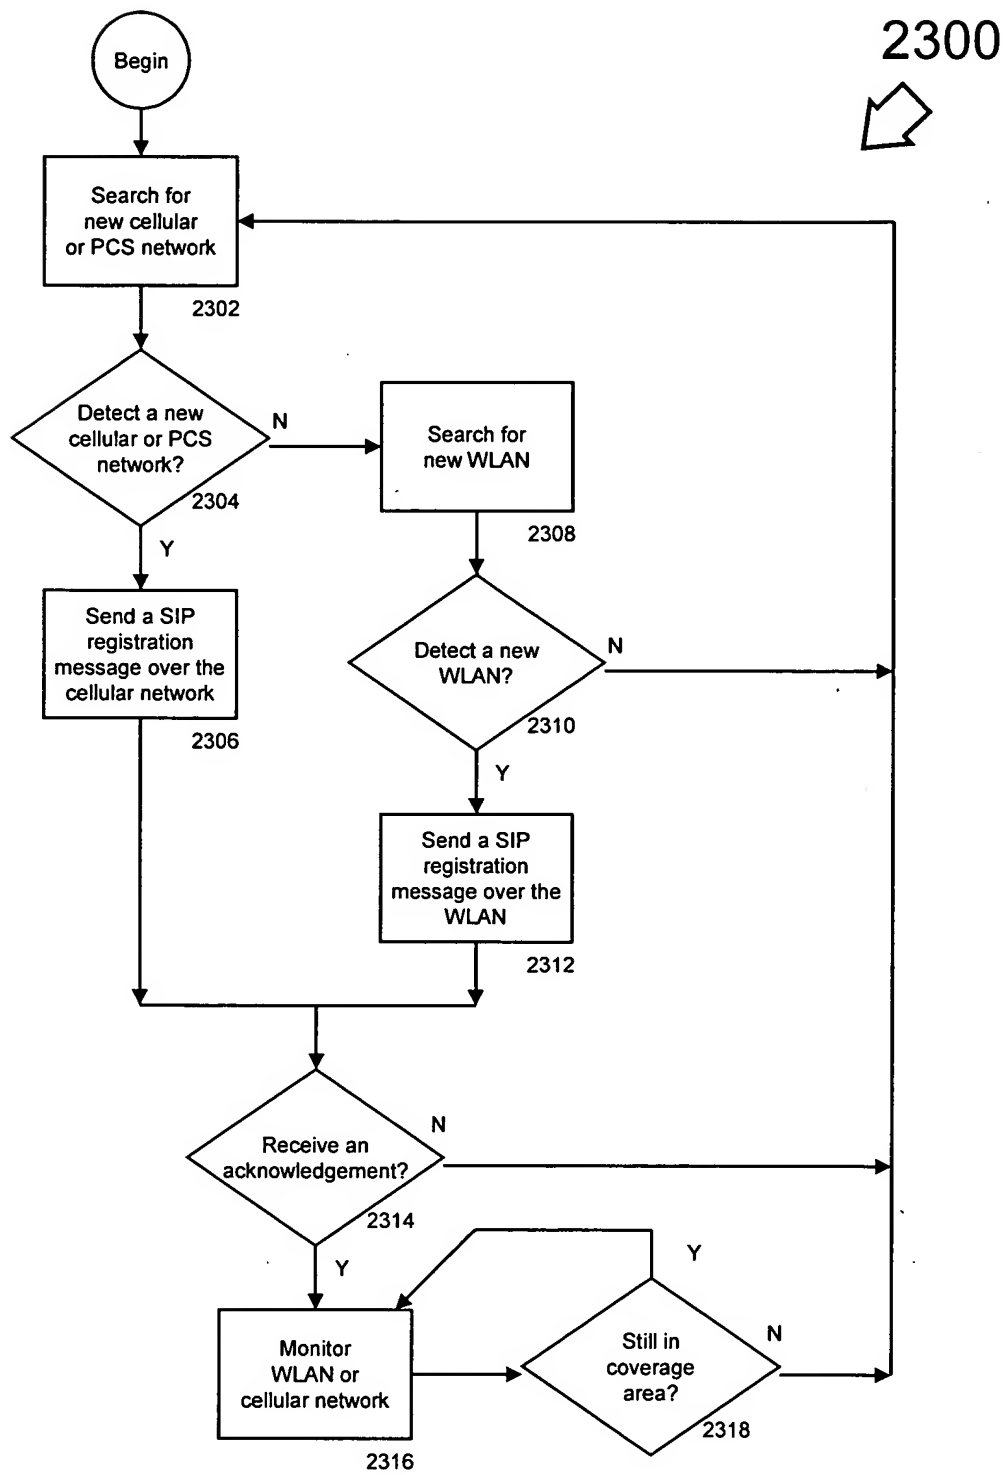 2300
Begin
Search for
new cellular
or PCS network
2302
Detect a new
cellular or PCS
network?
2304
N
Y
Search for
new WLAN
2308
Send a SIP
registration
message over the
cellular network
2306
Detect a new
WLAN?
2310
N
Y
Send a SIP
registration
message over the
WLAN
2312
Receive an
acknowledgement?
2314
N
Y
Monitor
WLAN or
cellular network
2316
Still in
coverage
area?
2318
Y
N